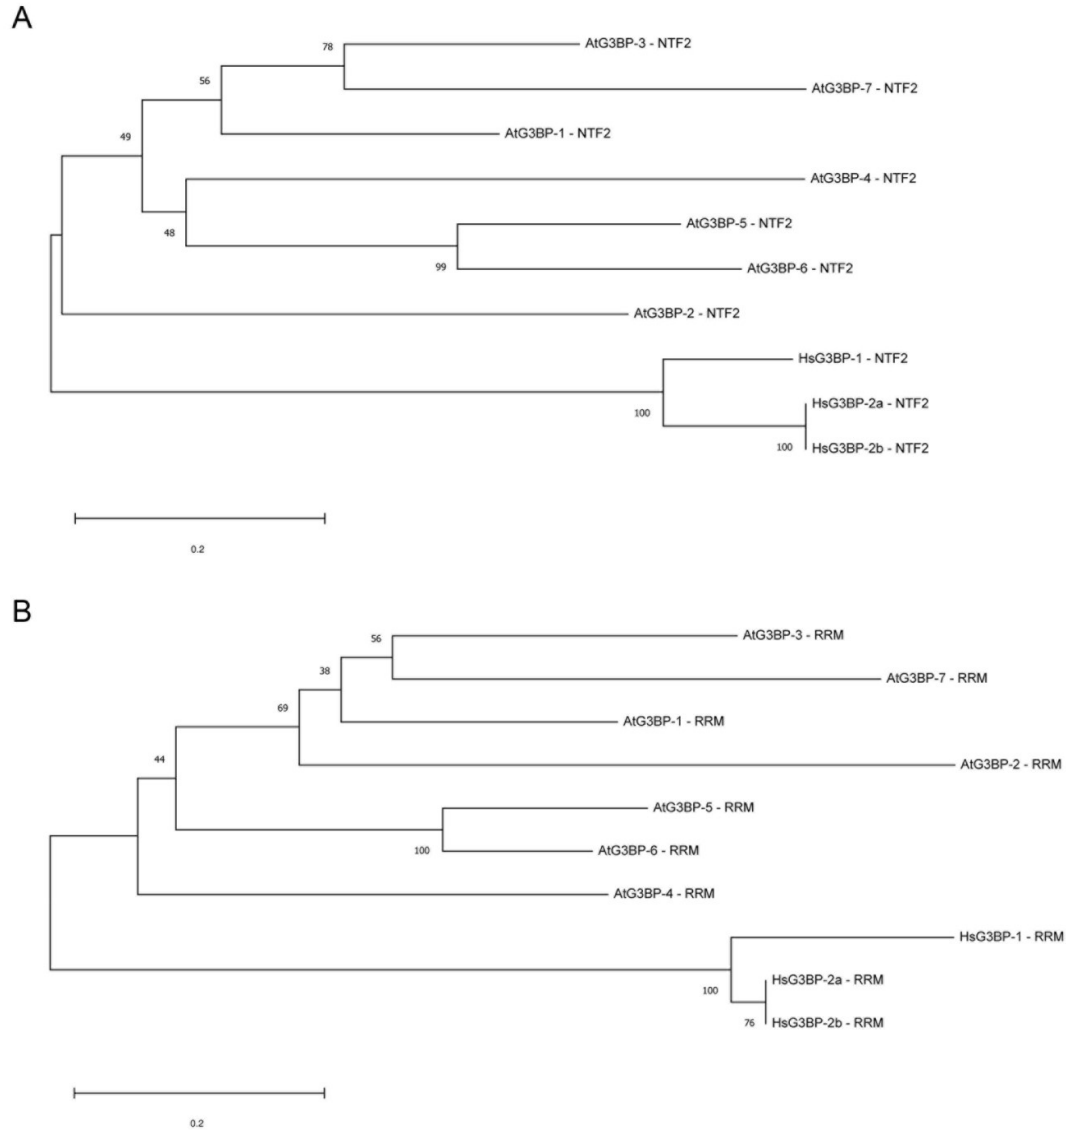 A
78
AtG3BP-3 - NTF2
56
AtG3BP-7 - NTF2
49
AtG3BP-1 - NTF2
AtG3BP-4 - NTF2
48
AtG3BP-5 - NTF2
99
AtG3BP-6 - NTF2
AtG3BP-2 - NTF2
HsG3BP-1 - NTF2
100
HsG3BP-2a - NTF2
100
HsG3BP-2b - NTF2
0.2
B
56
AtG3BP-3 - RRM
38
AtG3BP-7 - RRM
69
AtG3BP-1 - RRM
44
AtG3BP-2 - RRM
AtG3BP-5 - RRM
100
AtG3BP-6 - RRM
AtG3BP-4 - RRM
HsG3BP-1 - RRM
100
HsG3BP-2a - RRM
76
HsG3BP-2b - RRM
0.2